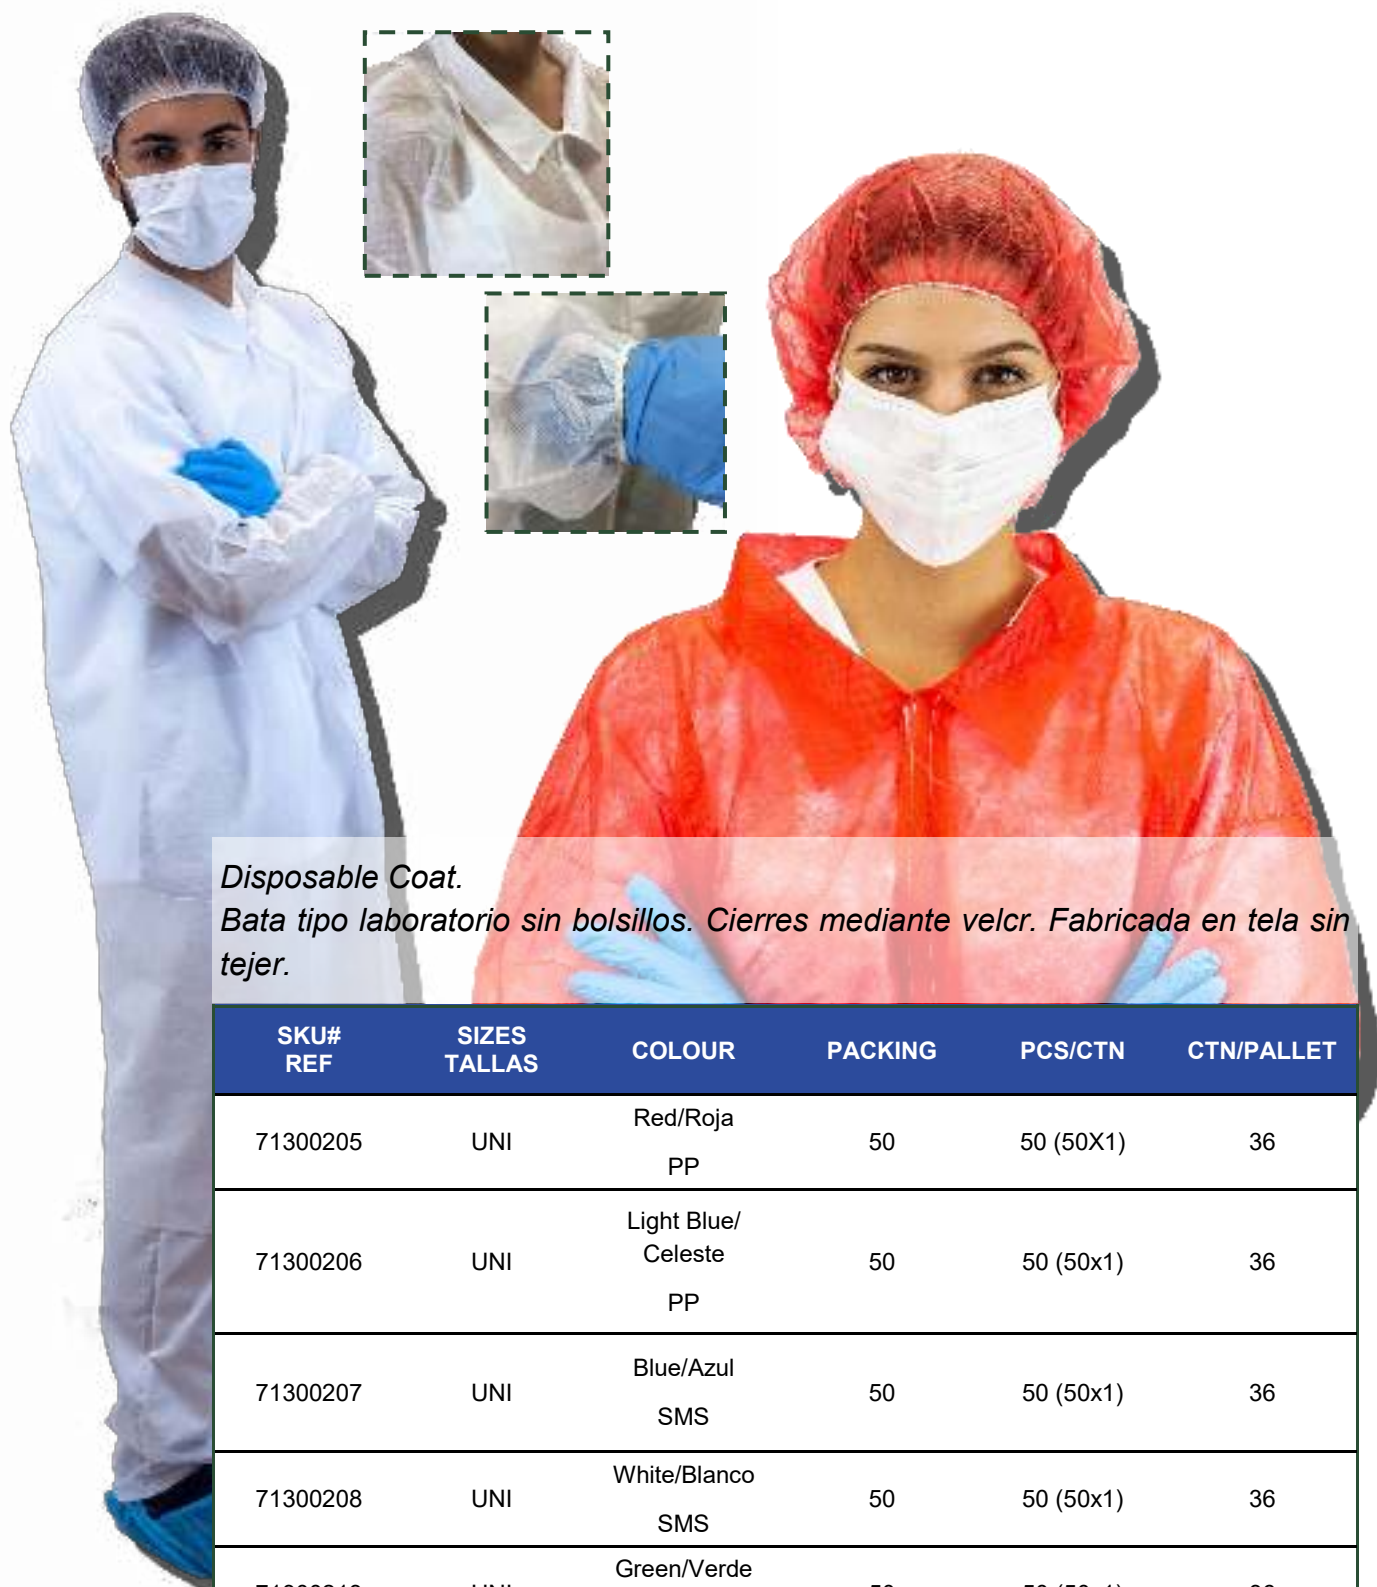 Disposable Coat.
Bata tipo laboratorio sin bolsillos. Cierres mediante velcr. Fabricada en tela sin
tejer.
SKU# REF SIZES TALLAS COLOUR PACKING PCS/CTN CTN/PALLET
71300205 UNI Red/Roja PP 50 50 (50X1) 36
71300206 UNI Light Blue/ Celeste PP 50 50 (50x1) 36
71300207 UNI Blue/Azul SMS 50 50 (50x1) 36
71300208 UNI White/Blanco SMS 50 50 (50x1) 36
Green/Verde